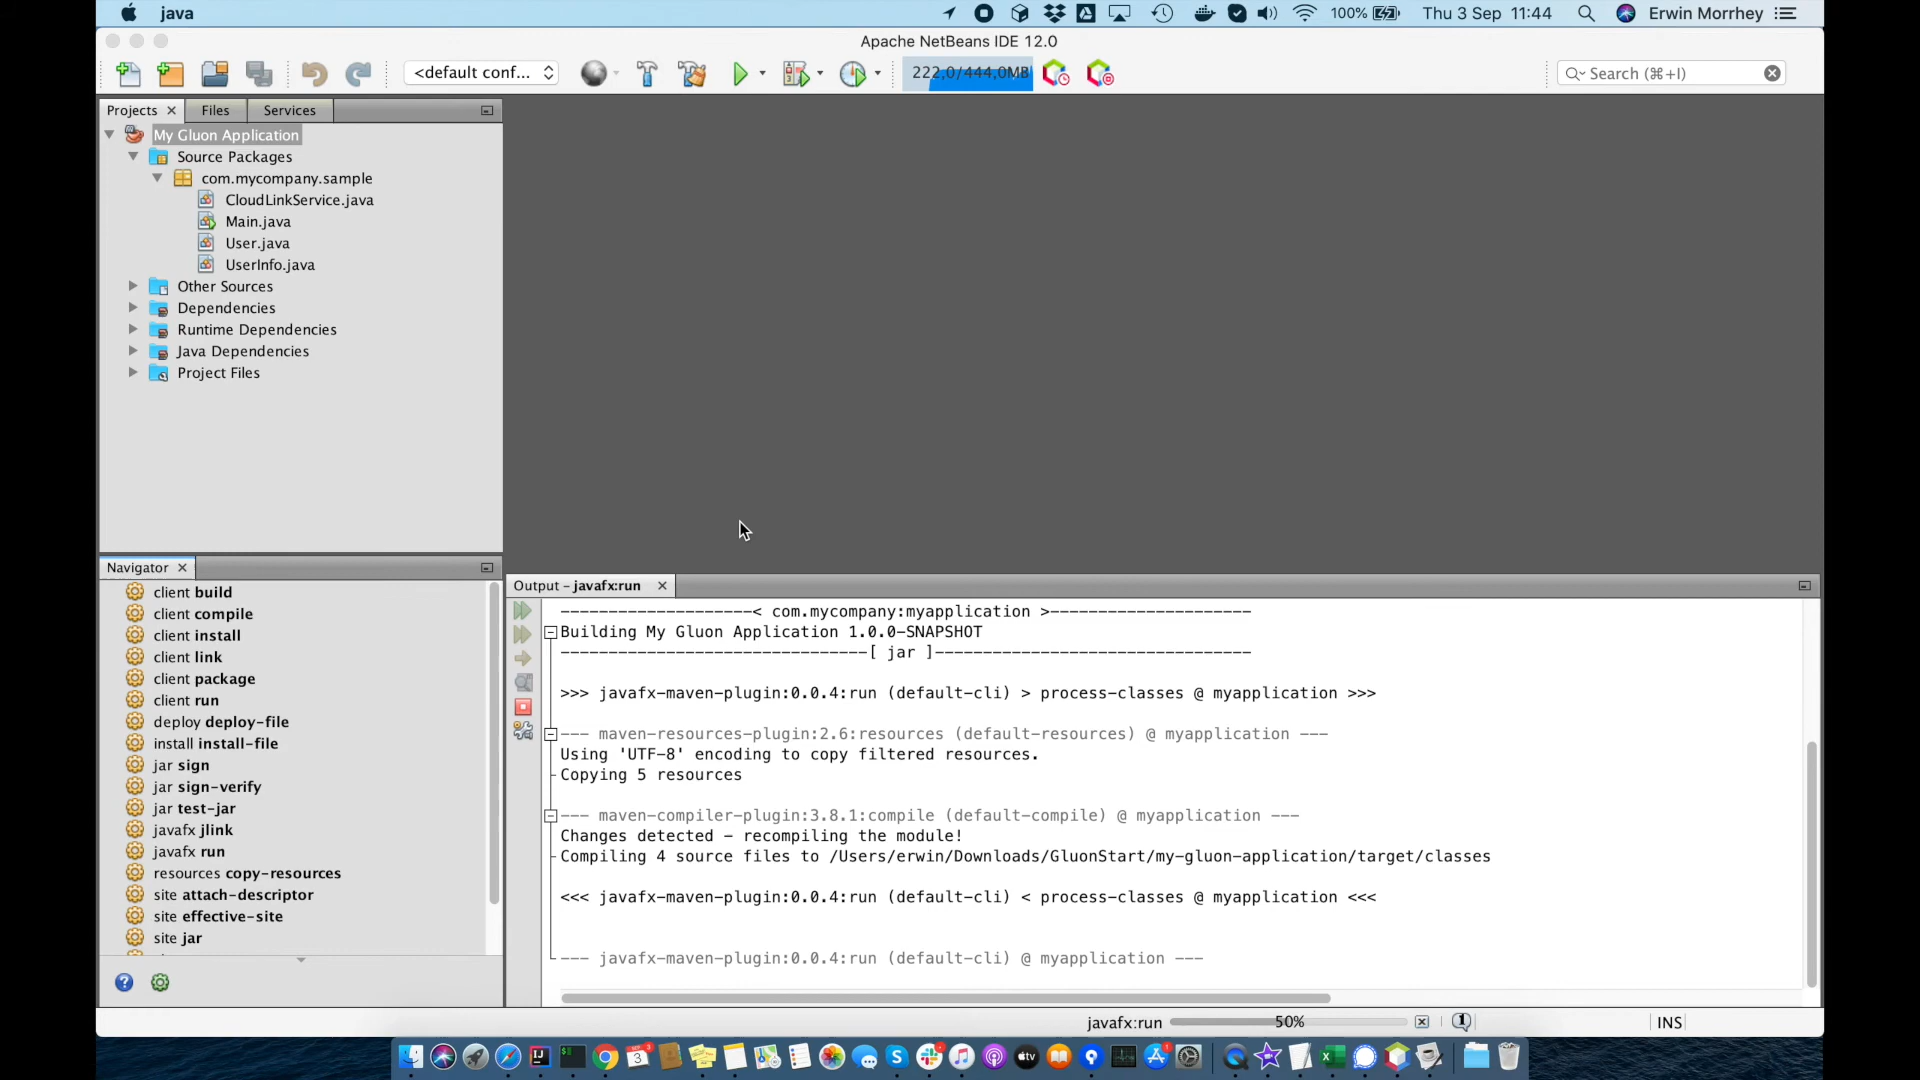 java
100%
Thu 3 Sep 11:44
Erwin Morrhey
Apache NetBeans IDE 12.0
<default conf...
222,0/444,0MB
Search (⌘+I)
Projects
Files
Services
My Gluon Application
Source Packages
com.mycompany.sample
CloudLinkService.java
Main.java
User.java
UserInfo.java
Other Sources
Dependencies
Runtime Dependencies
Java Dependencies
Project Files
Navigator
client build
client compile
client install
client link
client package
client run
deploy deploy-file
install install-file
jar sign
jar sign-verify
jar test-jar
javafx jlink
javafx run
resources copy-resources
site attach-descriptor
site effective-site
site jar
Output - javafx:run
--------------------< com.mycompany:myapplication >---------------------
Building My Gluon Application 1.0.0-SNAPSHOT
--------------------------------[ jar ]---------------------------------
>>> javafx-maven-plugin:0.0.4:run (default-cli) > process-classes @ myapplication >>>
--- maven-resources-plugin:2.6:resources (default-resources) @ myapplication ---
Using 'UTF-8' encoding to copy filtered resources.
Copying 5 resources
--- maven-compiler-plugin:3.8.1:compile (default-compile) @ myapplication ---
Changes detected - recompiling the module!
Compiling 4 source files to /Users/erwin/Downloads/GluonStart/my-gluon-application/target/classes
<<< javafx-maven-plugin:0.0.4:run (default-cli) < process-classes @ myapplication <<<
--- javafx-maven-plugin:0.0.4:run (default-cli) @ myapplication ---
javafx:run
50%
1
INS